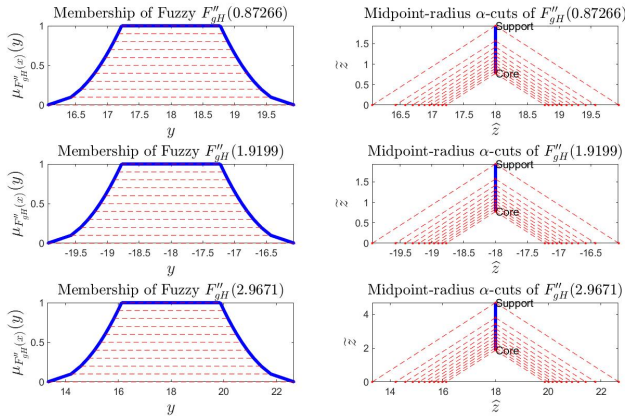 Membership of Fuzzy F''_{gH}(0.87266)
μ_{F''_{gH}(x)}(y)
1
0.5
0
16.5 17 17.5 18 18.5 19 19.5
y
Midpoint-radius α-cuts of F''_{gH}(0.87266)
z̃
1.5
1
0.5
0
Support
Core
16.5 17 17.5 18 18.5 19 19.5
ẑ
Membership of Fuzzy F''_{gH}(1.9199)
μ_{F''_{gH}(x)}(y)
1
0.5
0
-19.5 -19 -18.5 -18 -17.5 -17 -16.5
y
Midpoint-radius α-cuts of F''_{gH}(1.9199)
z̃
1.5
1
0.5
0
Support
Core
-19.5 -19 -18.5 -18 -17.5 -17 -16.5
ẑ
Membership of Fuzzy F''_{gH}(2.9671)
μ_{F''_{gH}(x)}(y)
1
0.5
0
14 16 18 20 22
y
Midpoint-radius α-cuts of F''_{gH}(2.9671)
z̃
4
2
0
Support
Core
14 16 18 20 22
ẑ